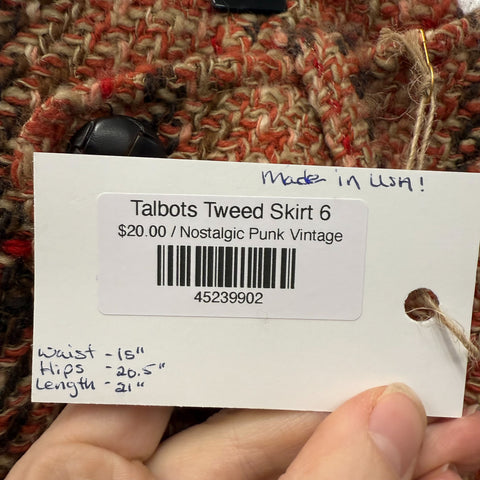 Made in USA!
Talbots Tweed Skirt 6
$20.00 / Nostalgic Punk Vintage
45239902
Waist - 15"
Hips - 20.5"
Length - 21"